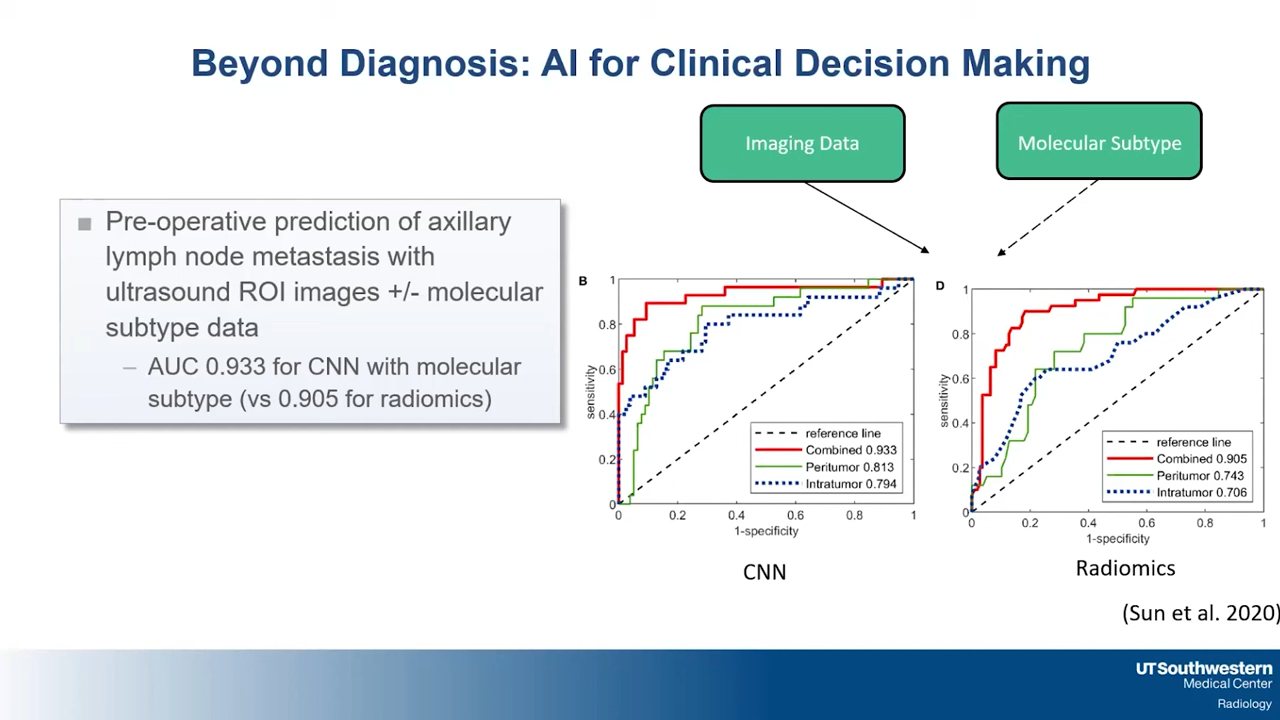 Beyond Diagnosis: AI for Clinical Decision Making
Imaging Data
Molecular Subtype
■ Pre-operative prediction of axillary
lymph node metastasis with
ultrasound ROI images +/- molecular
subtype data
– AUC 0.933 for CNN with molecular
subtype (vs 0.905 for radiomics)
B
1
0.8
0.6
0.4
0.2
0
sensitivity
reference line
Combined 0.933
Peritumor 0.813
Intratumor 0.794
0 0.2 0.4 0.6 0.8 1
1-specificity
CNN
D
1
0.8
0.6
0.4
0.2
0
sensitivity
reference line
Combined 0.905
Peritumor 0.743
Intratumor 0.706
0 0.2 0.4 0.6 0.8 1
1-specificity
Radiomics
(Sun et al. 2020)
UTSouthwestern
Medical Center
Radiology